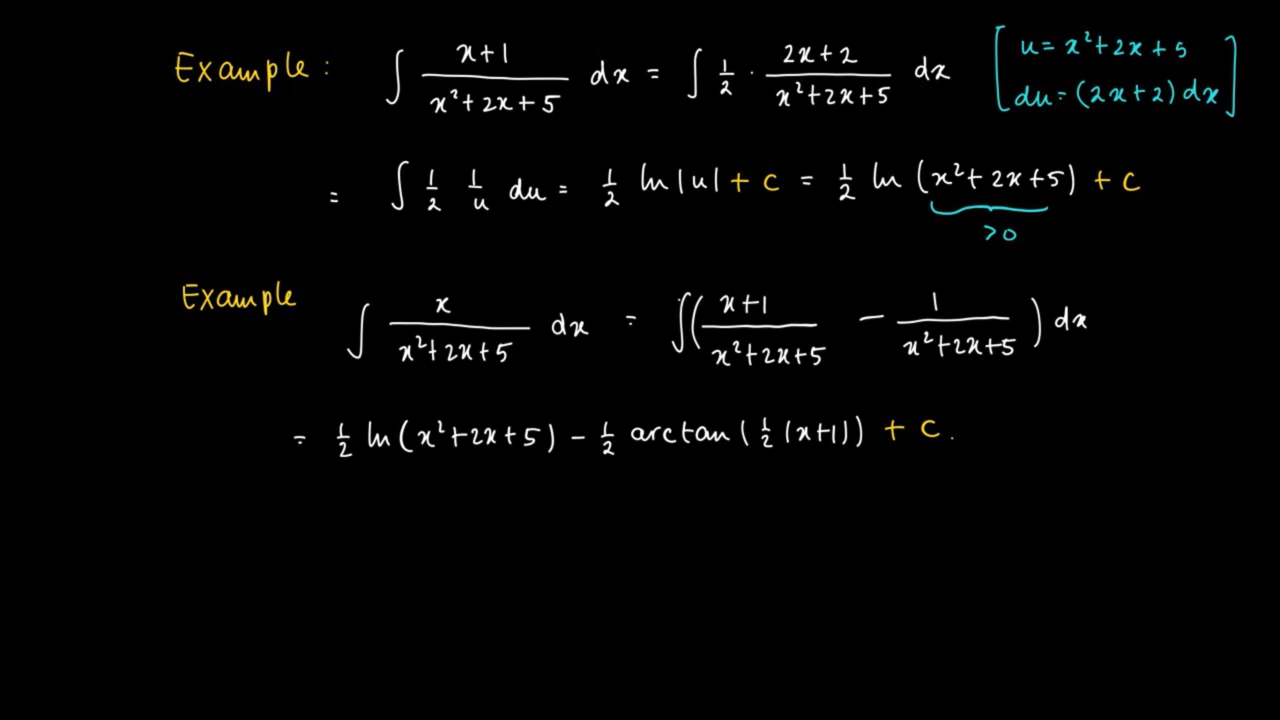 Example: ∫ (x+1)/(x²+2x+5) dx = ∫ 1/2 · (2x+2)/(x²+2x+5) dx [u = x²+2x+5
du = (2x+2) dx]
= ∫ 1/2 1/u du = 1/2 ln|u| + C = 1/2 ln(x²+2x+5) + C
>0
Example ∫ x/(x²+2x+5) dx = ∫((x+1)/(x²+2x+5) − 1/(x²+2x+5)) dx
= 1/2 ln(x²+2x+5) − 1/2 arctan(1/2(x+1)) + C.